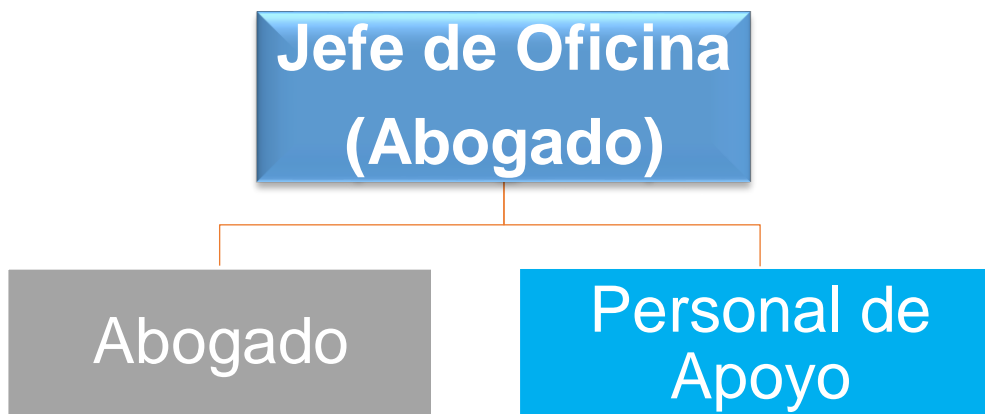 Jefe de Oficina
(Abogado)
Abogado
Personal de
Apoyo